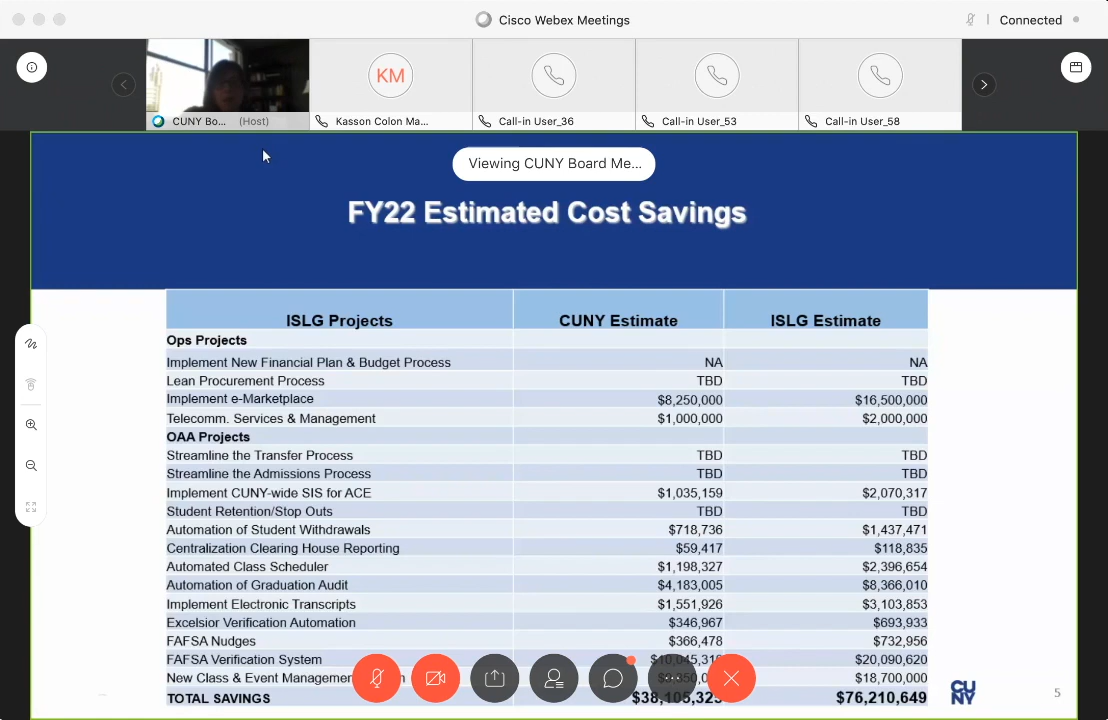 Cisco Webex Meetings
Connected
KM
CUNY Bo... (Host)
Kasson Colon Ma...
Call-in User_36
Call-in User_53
Call-in User_58
Viewing CUNY Board Me...
FY22 Estimated Cost Savings
ISLG Projects CUNY Estimate ISLG Estimate
Ops Projects
Implement New Financial Plan & Budget Process NA NA
Lean Procurement Process TBD TBD
Implement e-Marketplace $8,250,000 $16,500,000
Telecomm. Services & Management $1,000,000 $2,000,000
OAA Projects
Streamline the Transfer Process TBD TBD
Streamline the Admissions Process TBD TBD
Implement CUNY-wide SIS for ACE $1,035,159 $2,070,317
Student Retention/Stop Outs TBD TBD
Automation of Student Withdrawals $718,736 $1,437,471
Centralization Clearing House Reporting $59,417 $118,835
Automated Class Scheduler $1,198,327 $2,396,654
Automation of Graduation Audit $4,183,005 $8,366,010
Implement Electronic Transcripts $1,551,926 $3,103,853
Excelsior Verification Automation $346,967 $693,933
FAFSA Nudges $366,478 $732,956
FAFSA Verification System $20,090,620
New Class & Event $18,700,000
TOTAL SAVINGS $38,105,325 $76,210,649
CU
NY
5